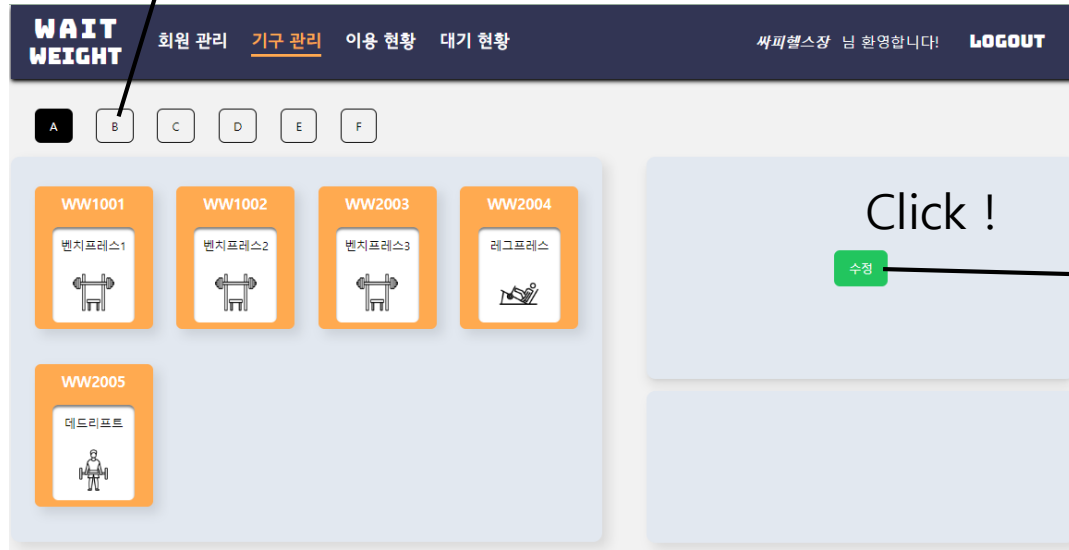 WAIT
WEIGHT
회원 관리 기구 관리 이용 현황 대기 현황 싸피헬스장 님 환영합니다! LOGOUT
A B C D E F
WW1001 WW1002 WW2003 WW2004
벤치프레스1 벤치프레스2 벤치프레스3 레그프레스
Click !
수정
WW2005
데드리프트